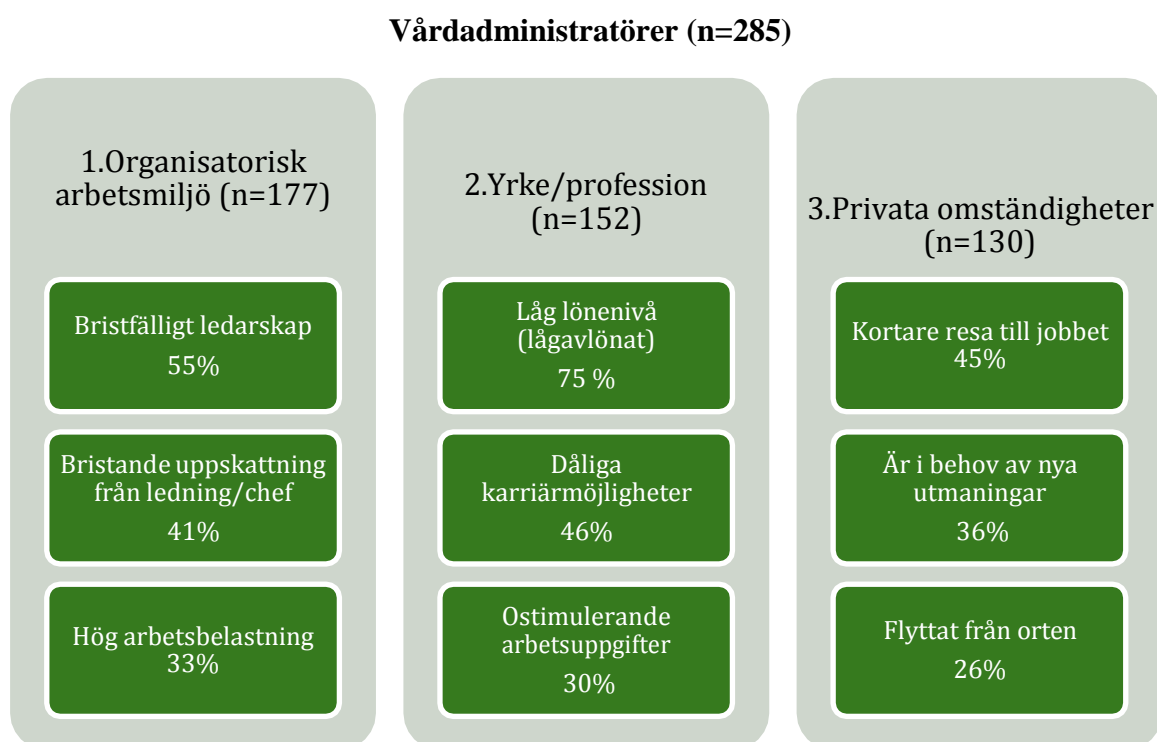 Vårdadministratörer (n=285)
1.Organisatorisk
arbetsmiljö (n=177)
Bristfälligt ledarskap
55%
Bristande uppskattning
från ledning/chef
41%
Hög arbetsbelastning
33%
2.Yrke/profession
(n=152)
Låg lönenivå
(lågavlönat)
75 %
Dåliga
karriärmöjligheter
46%
Ostimulerande
arbetsuppgifter
30%
3.Privata omständigheter
(n=130)
Kortare resa till jobbet
45%
Är i behov av nya
utmaningar
36%
Flyttat från orten
26%